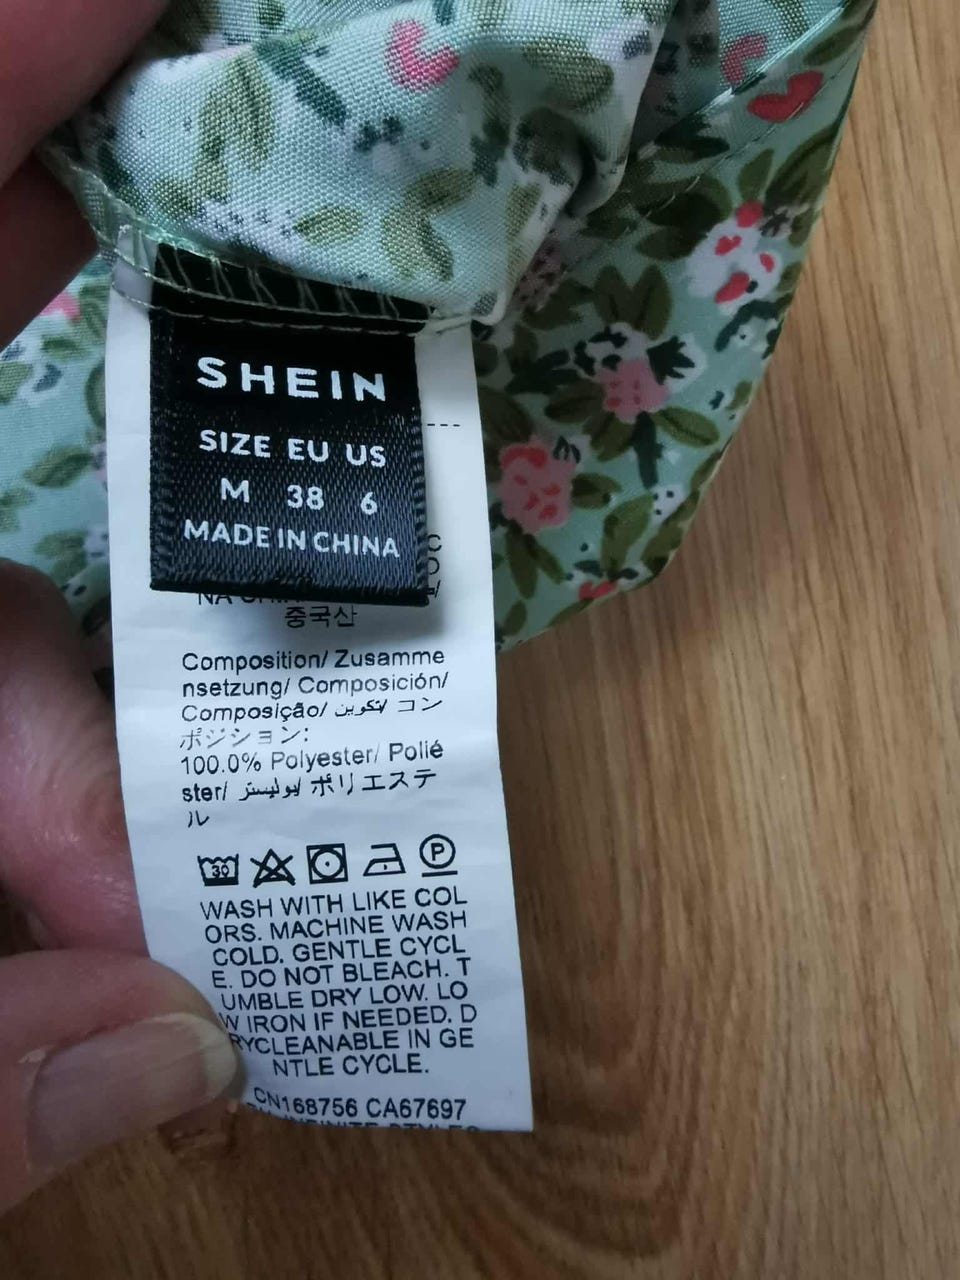 SHEIN
SIZE EU US
M 38 6
MADE IN CHINA
중국산
Composition/ Zusamme
nsetzung/ Composición/
Composição/ تكوين/ コン
ポジション:
100.0% Polyester/ Polié
ster/ بوليستر/ ポリエステ
ル
30
P
WASH WITH LIKE COL
ORS. MACHINE WASH
COLD. GENTLE CYCL
E. DO NOT BLEACH. T
UMBLE DRY LOW. LO
W IRON IF NEEDED. D
RYCLEANABLE IN GE
NTLE CYCLE.
CN168756 CA67697